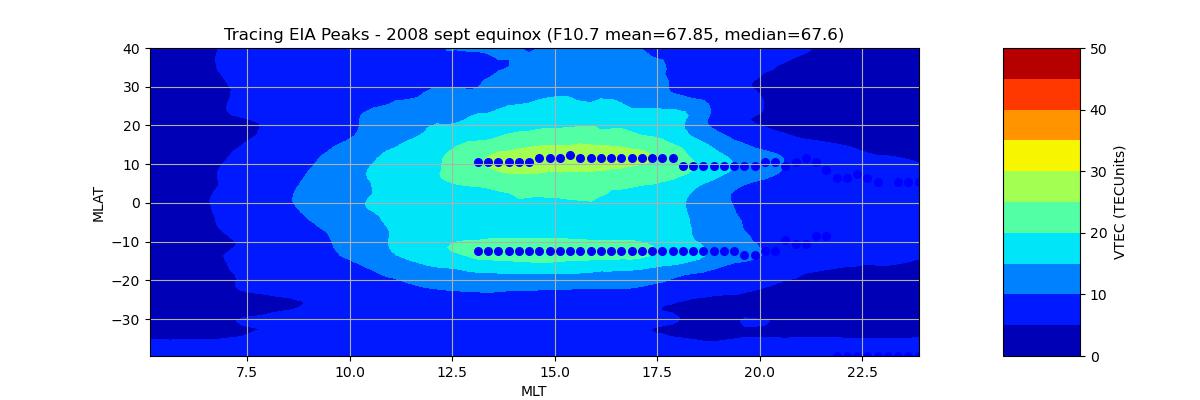 Tracing EIA Peaks - 2008 sept equinox (F10.7 mean=67.85, median=67.6)
40
30
20
10
0
−10
−20
−30
MLAT
7.5 10.0 12.5 15.0 17.5 20.0 22.5
MLT
50
40
30
20
10
0
VTEC (TECUnits)